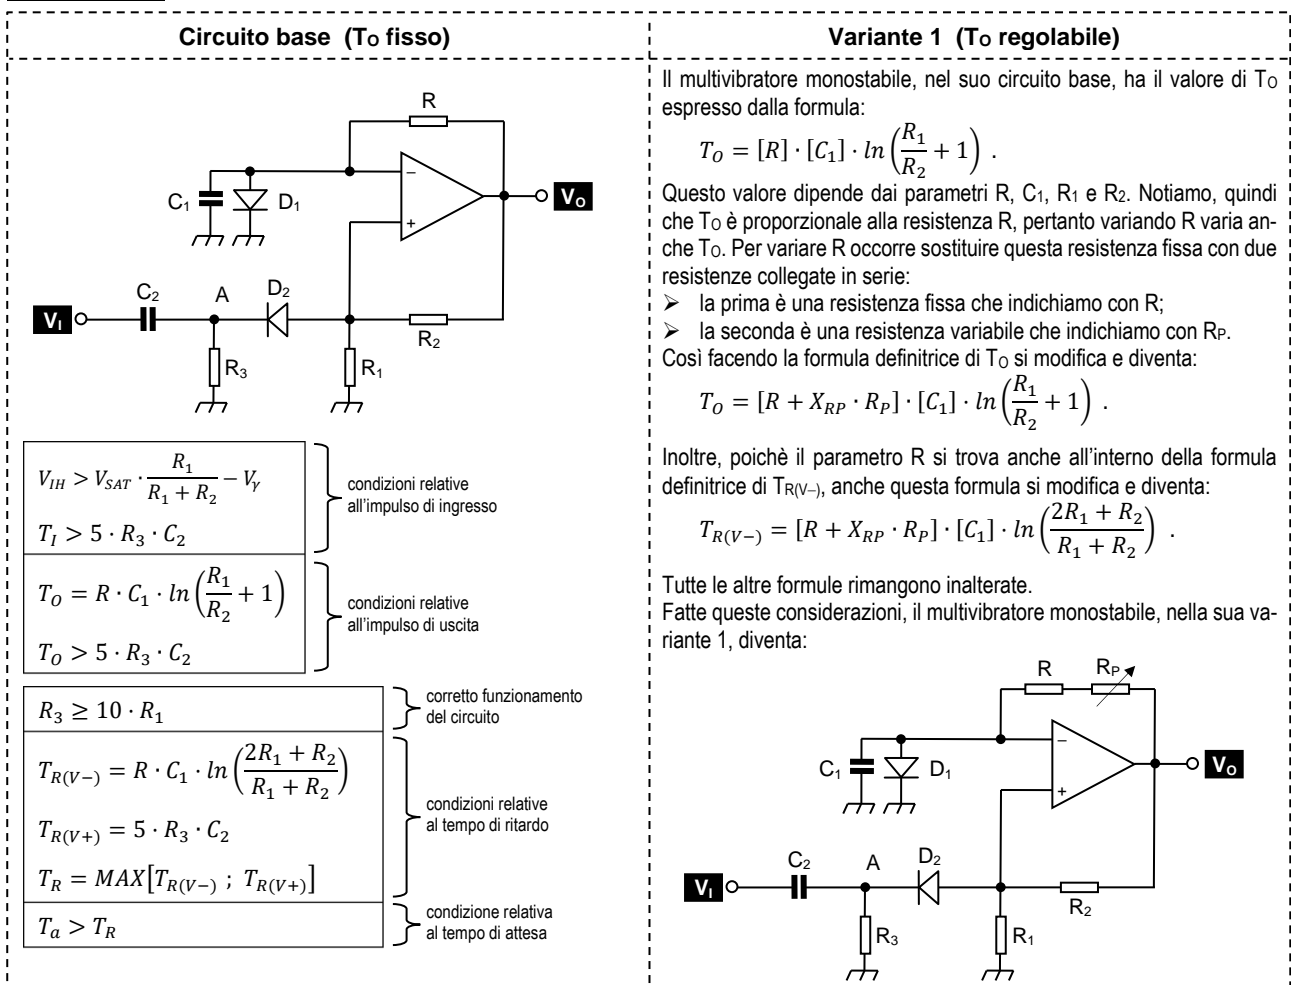 Circuito base (TO fisso)
R
−
+
C1
D1
VO
C2
A
D2
VI
R2
R3
R1
VIH > VSAT · R1/(R1 + R2) − Vγ
TI > 5 · R3 · C2
condizioni relative
all'impulso di ingresso
TO = R · C1 · ln(R1/R2 + 1)
TO > 5 · R3 · C2
condizioni relative
all'impulso di uscita
R3 ≥ 10 · R1
corretto funzionamento
del circuito
TR(V−) = R · C1 · ln((2R1 + R2)/(R1 + R2))
TR(V+) = 5 · R3 · C2
TR = MAX[TR(V−) ; TR(V+)]
condizioni relative
al tempo di ritardo
Ta > TR
condizione relativa
al tempo di attesa
Variante 1 (TO regolabile)
Il multivibratore monostabile, nel suo circuito base, ha il valore di TO
espresso dalla formula:
TO = [R] · [C1] · ln(R1/R2 + 1) .
Questo valore dipende dai parametri R, C1, R1 e R2. Notiamo, quindi
che TO è proporzionale alla resistenza R, pertanto variando R varia an-
che TO. Per variare R occorre sostituire questa resistenza fissa con due
resistenze collegate in serie:
➢ la prima è una resistenza fissa che indichiamo con R;
➢ la seconda è una resistenza variabile che indichiamo con RP.
Così facendo la formula definitrice di TO si modifica e diventa:
TO = [R + XRP · RP] · [C1] · ln(R1/R2 + 1) .
Inoltre, poichè il parametro R si trova anche all'interno della formula
definitrice di TR(V−), anche questa formula si modifica e diventa:
TR(V−) = [R + XRP · RP] · [C1] · ln((2R1 + R2)/(R1 + R2)) .
Tutte le altre formule rimangono inalterate.
Fatte queste considerazioni, il multivibratore monostabile, nella sua va-
riante 1, diventa:
R
RP
−
+
C1
D1
VO
C2
A
D2
VI
R2
R3
R1